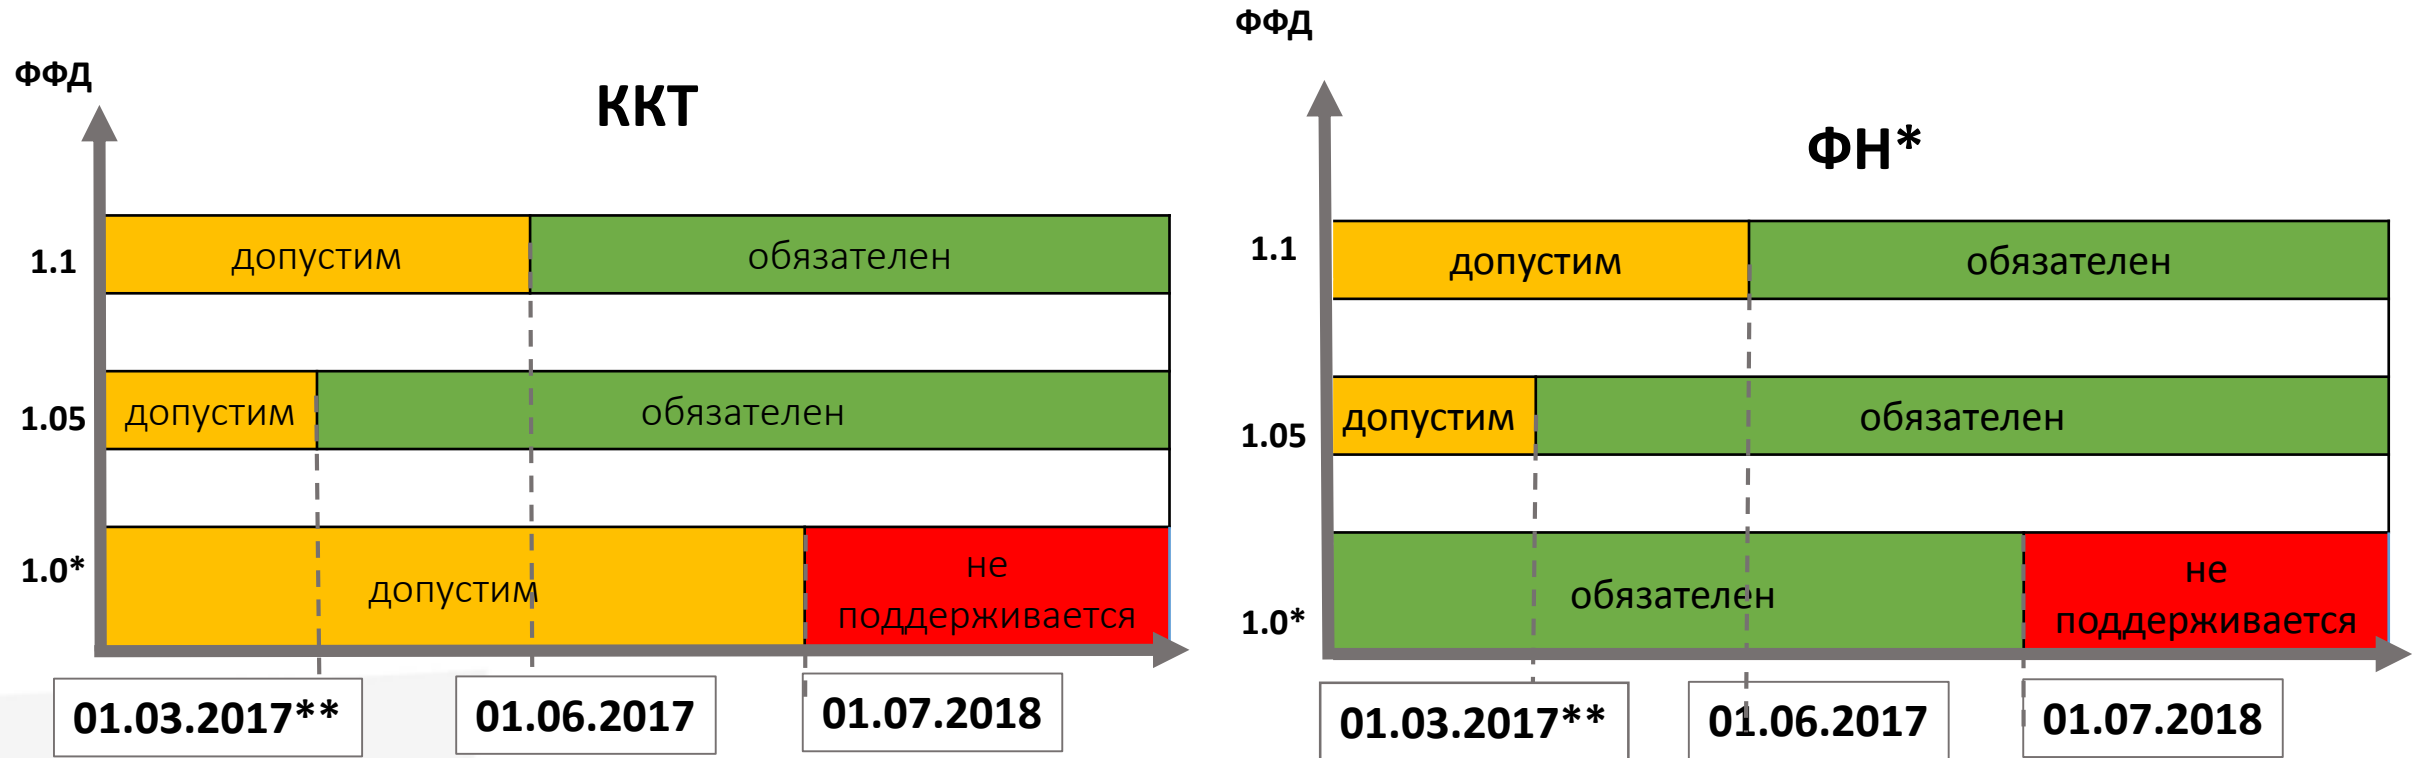 ФФД
ККТ
1.1
допустим
обязателен
1.05
допустим
обязателен
1.0*
допустим
не
поддерживается
01.03.2017**
01.06.2017
01.07.2018
ФФД
ФН*
1.1
допустим
обязателен
1.05
допустим
обязателен
1.0*
обязателен
не
поддерживается
01.03.2017**
01.06.2017
01.07.2018